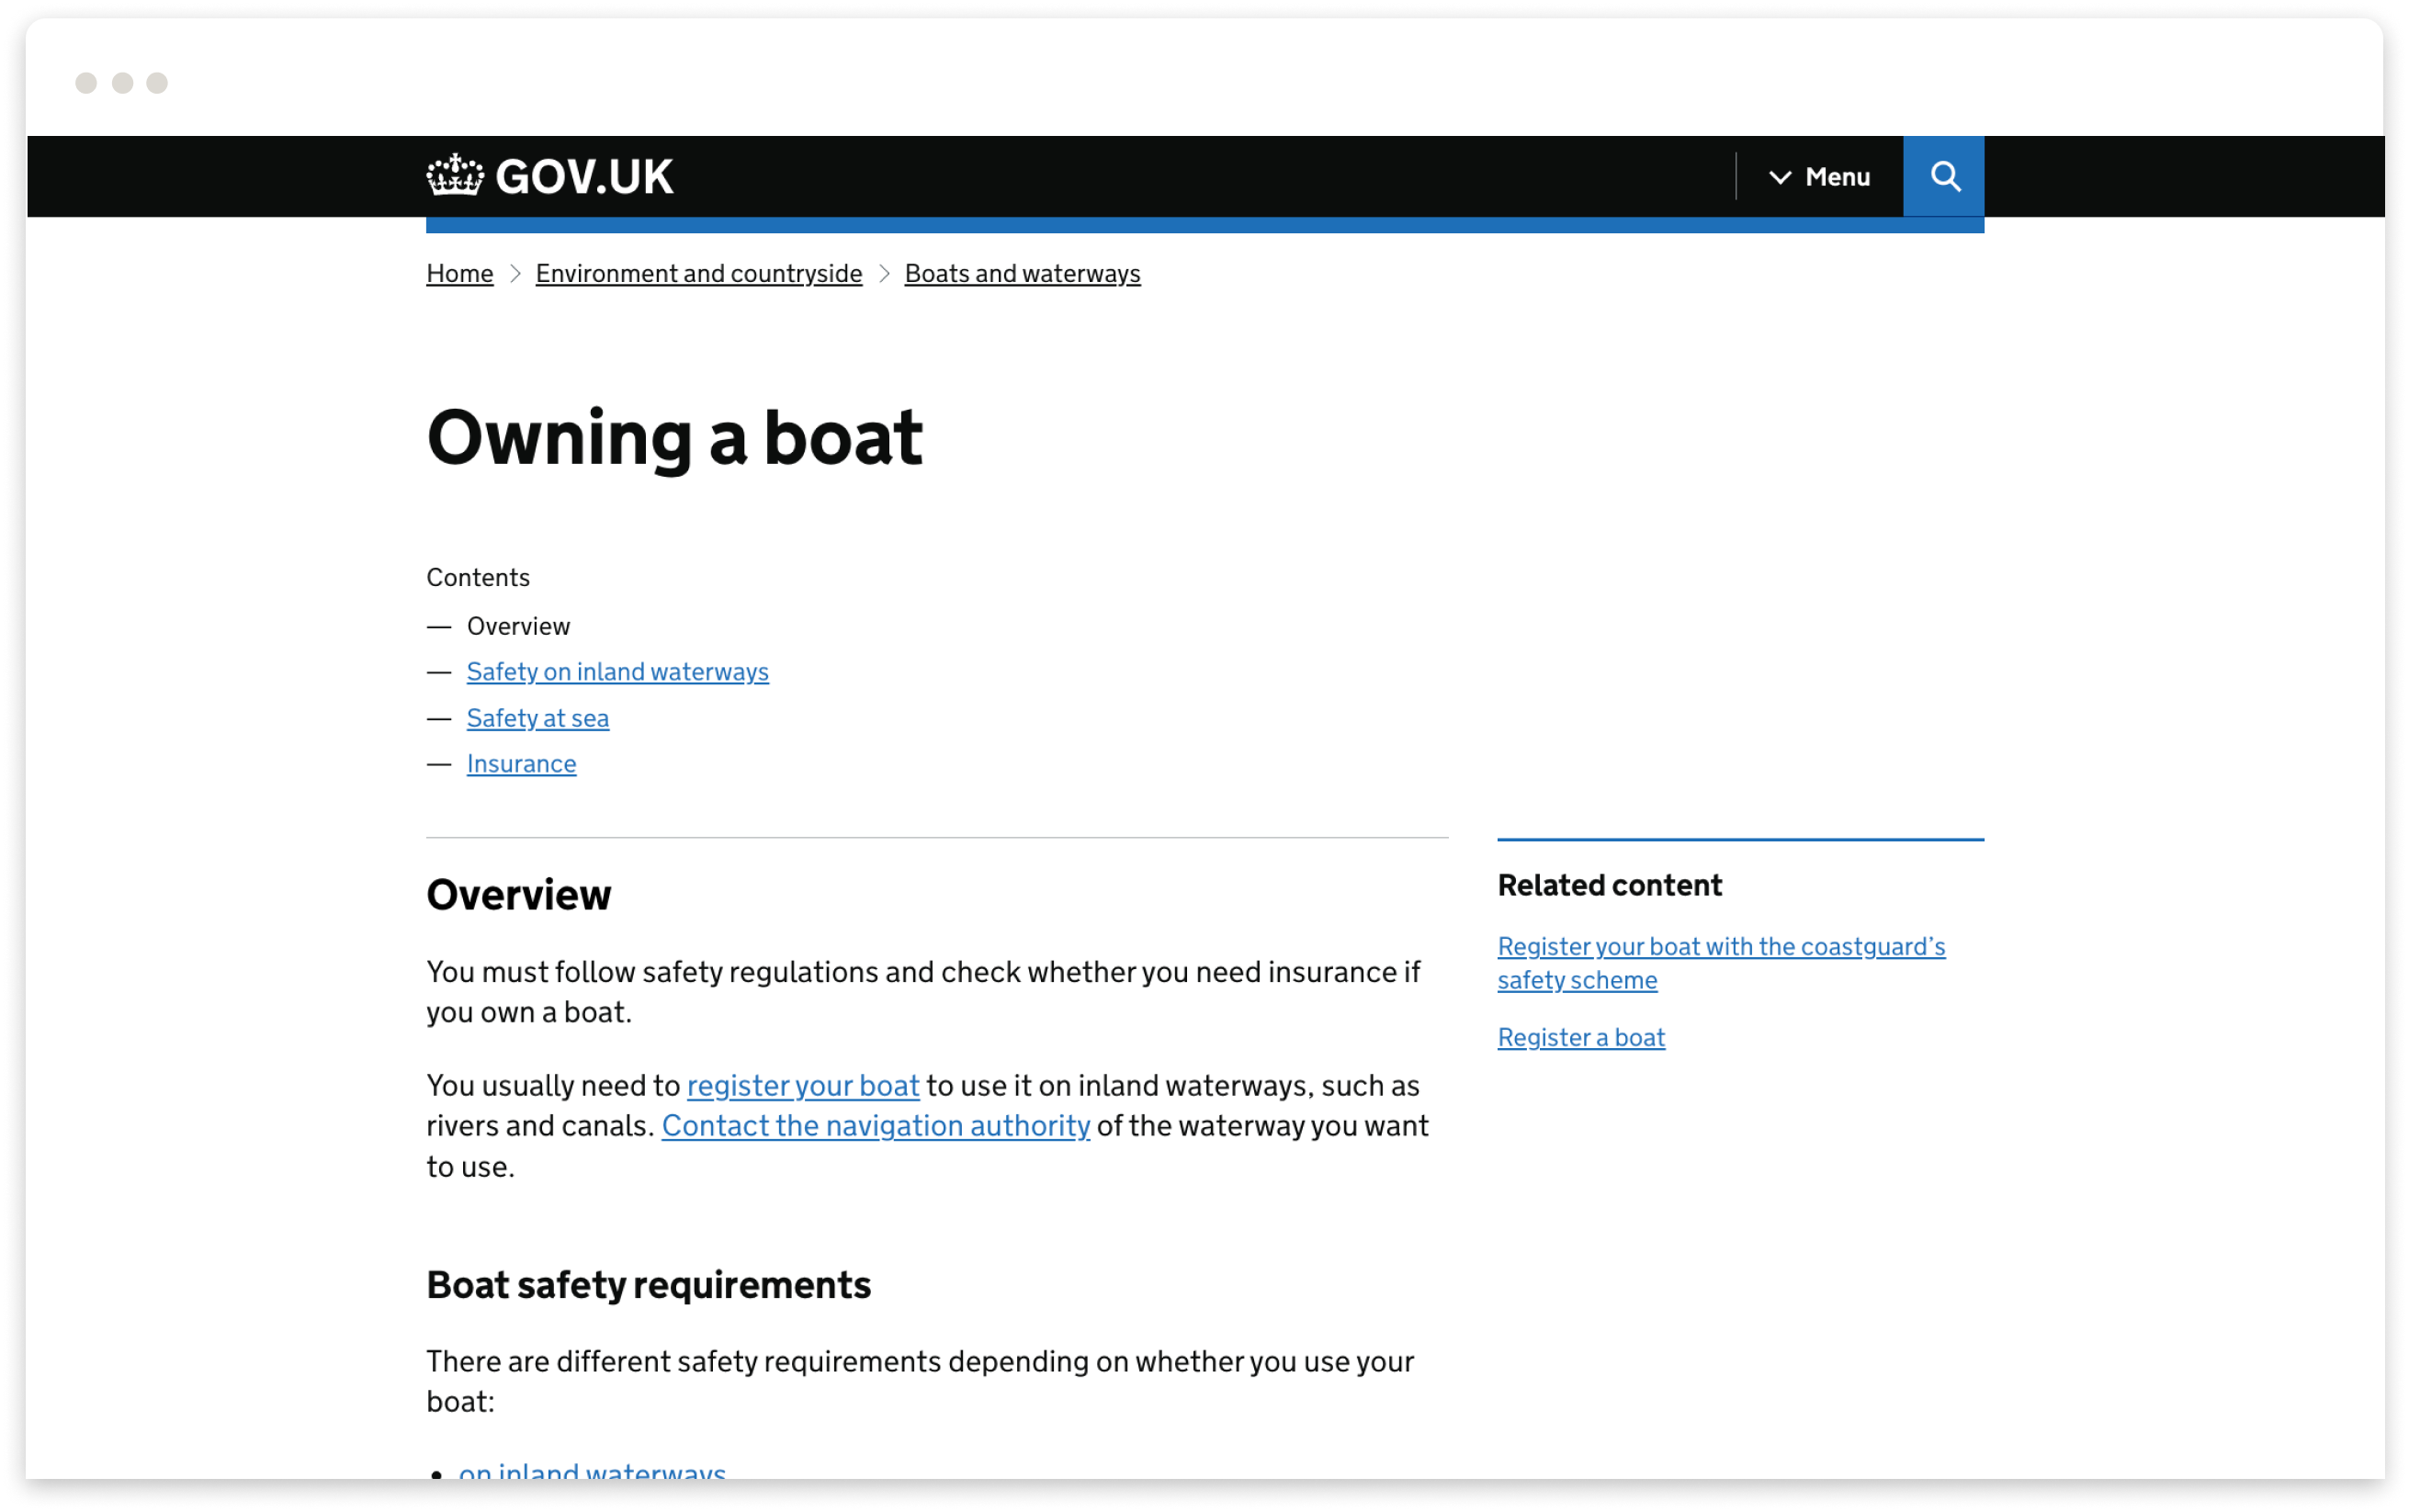 GOV.UK
Menu
Home > Environment and countryside > Boats and waterways
Owning a boat
Contents
— Overview
— Safety on inland waterways
— Safety at sea
— Insurance
Overview
You must follow safety regulations and check whether you need insurance if
you own a boat.
You usually need to register your boat to use it on inland waterways, such as
rivers and canals. Contact the navigation authority of the waterway you want
to use.
Boat safety requirements
There are different safety requirements depending on whether you use your
boat:
• on inland waterways
Related content
Register your boat with the coastguard’s
safety scheme
Register a boat